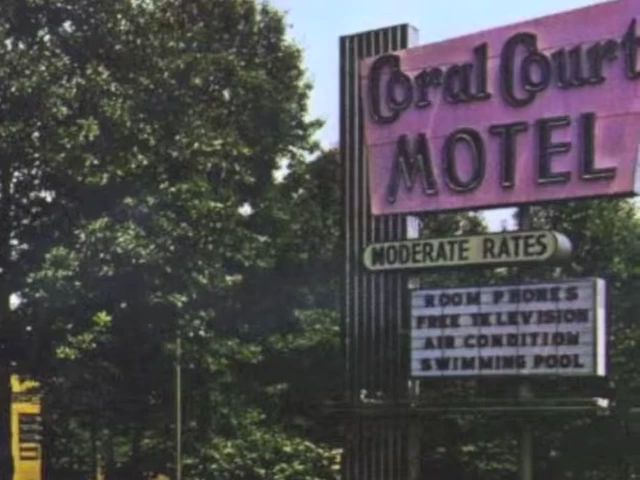 Coral Court
MOTEL
MODERATE RATES
ROOM PHONES
FREE TELEVISION
AIR CONDITION
SWIMMING POOL